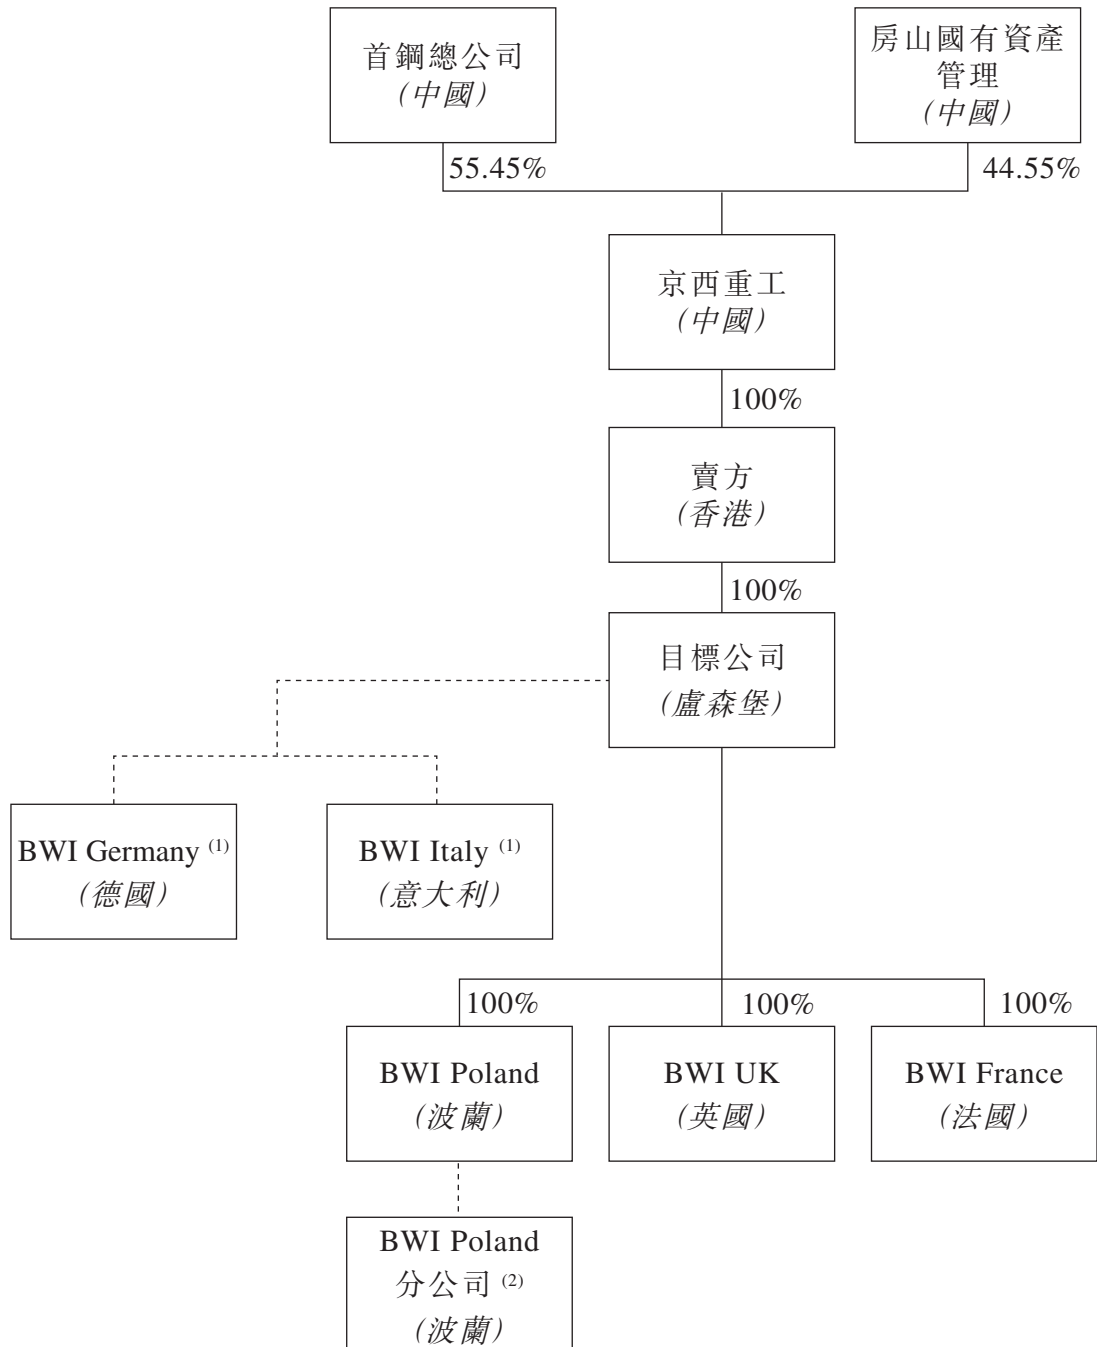 首鋼總公司
(中國)
房山國有資產
管理
(中國)
55.45%
44.55%
京西重工
(中國)
100%
賣方
(香港)
100%
目標公司
(盧森堡)
BWI Germany (1)
(德國)
BWI Italy (1)
(意大利)
100%
100%
100%
BWI Poland
(波蘭)
BWI UK
(英國)
BWI France
(法國)
BWI Poland
分公司 (2)
(波蘭)